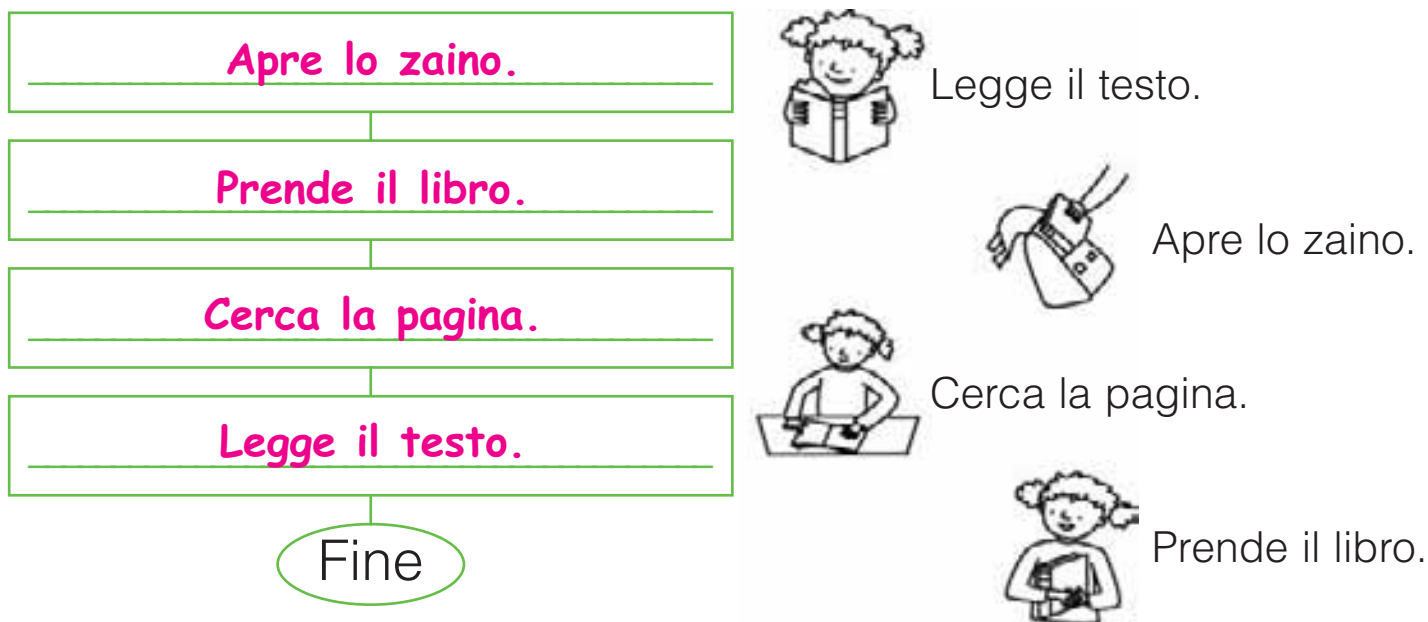 Apre lo zaino.
Prende il libro.
Cerca la pagina.
Legge il testo.
Fine
Legge il testo.
Apre lo zaino.
Cerca la pagina.
Prende il libro.